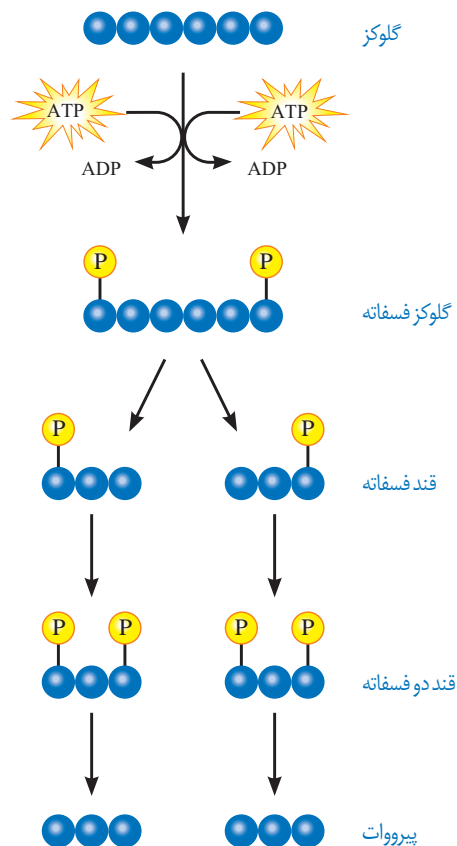 گلوکز
ATP ATP
ADP ADP
P P
گلوکز فسفاته
P P
قند فسفاته
P P P P
قند دو فسفاته
پیرووات